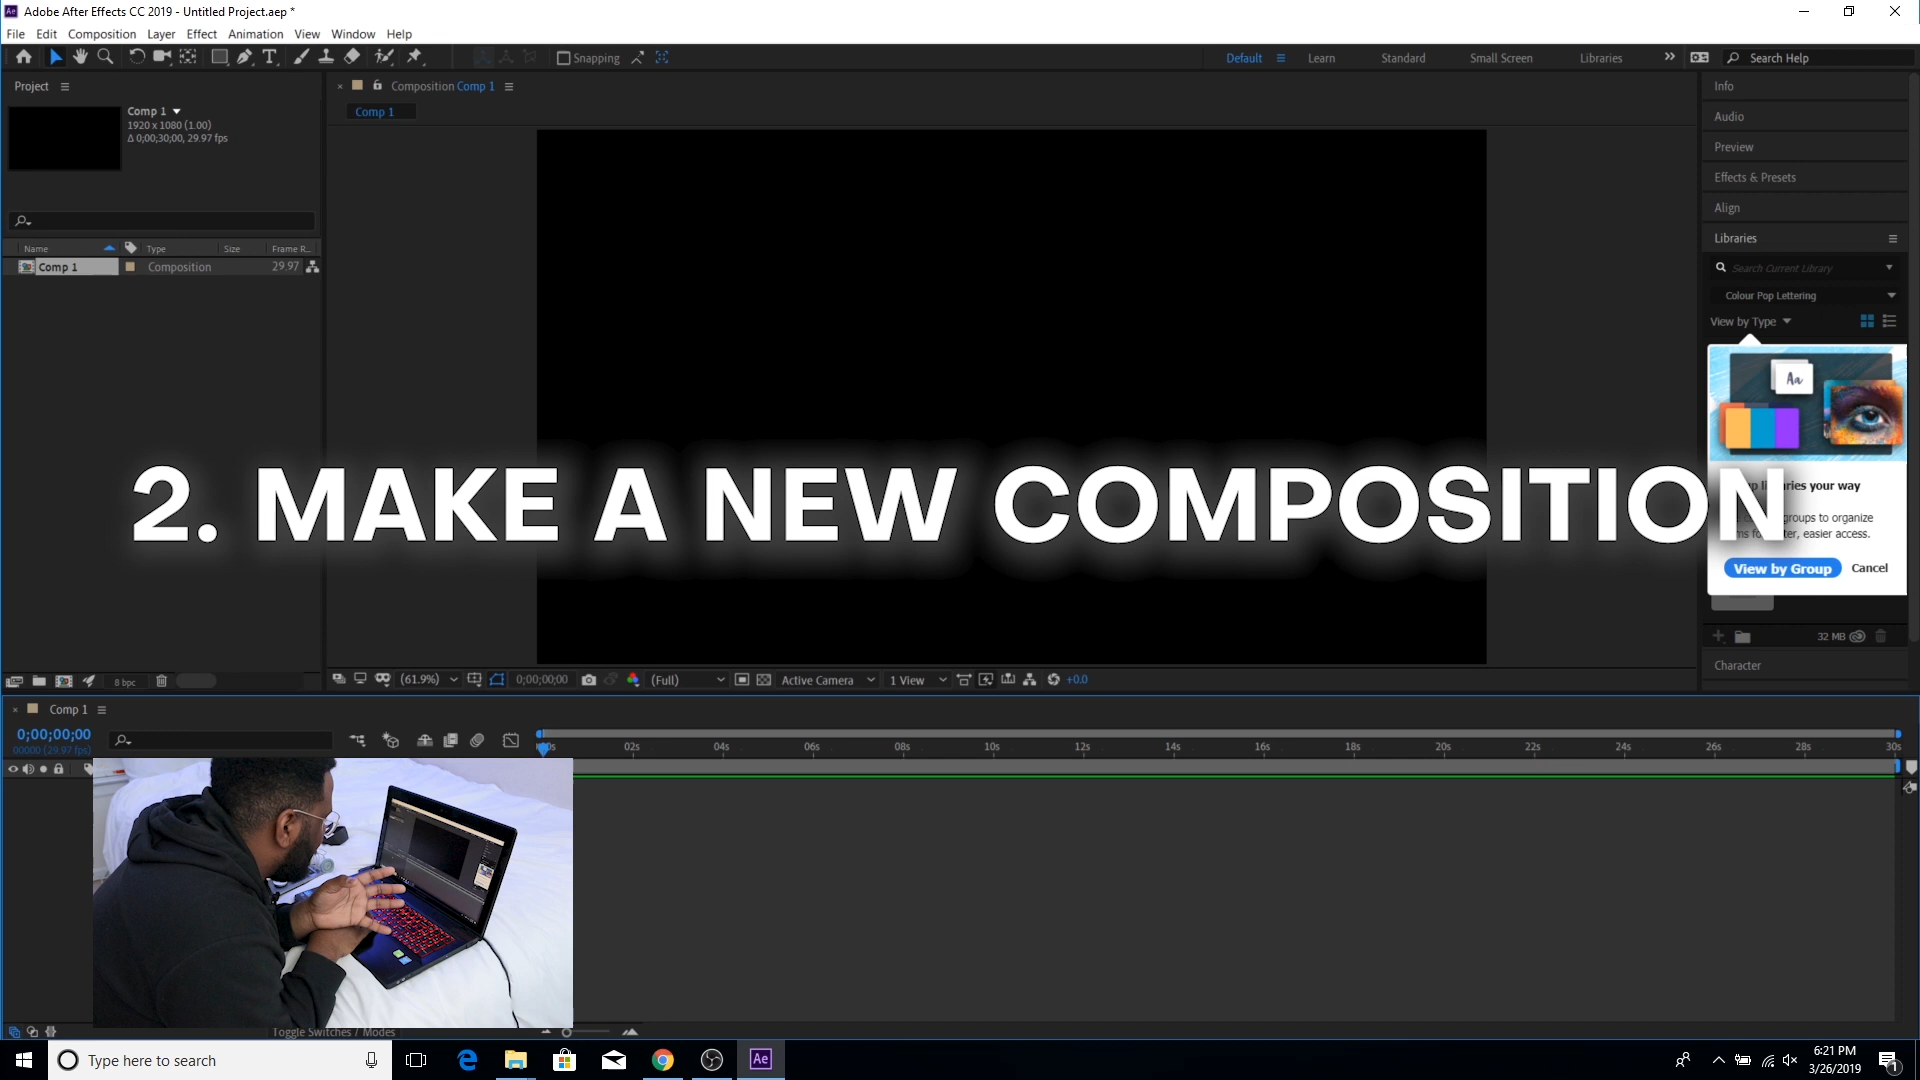 Adobe After Effects CC 2019 - Untitled Project.aep *
File Edit Composition Layer Effect Animation View Window Help
Snapping
Default Learn Standard Small Screen Libraries
Search Help
Project
Comp 1
1920 x 1080 (1.00)
Δ 0;00;30;00, 29.97 fps
Name Type Size Frame R...
Comp 1 Composition 29.97
8 bpc
Composition Comp 1
Comp 1
2. MAKE A NEW COMPOSITION
(61.9%) 0;00;00;00 (Full) Active Camera 1 View +0.0
Info
Audio
Preview
Effects & Presets
Align
Libraries
Search Current Library
Colour Pop Lettering
View by Type
Aa
ries your way
groups to organize
easier access.
View by Group Cancel
32 MB
Character
Comp 1
0;00;00;00
00000 (29.97 fps)
02s 04s 06s 08s 10s 12s 14s 16s 18s 20s 22s 24s 26s 28s 30s
Toggle Switches / Modes
Type here to search
Ae
6:21 PM
3/26/2019
1